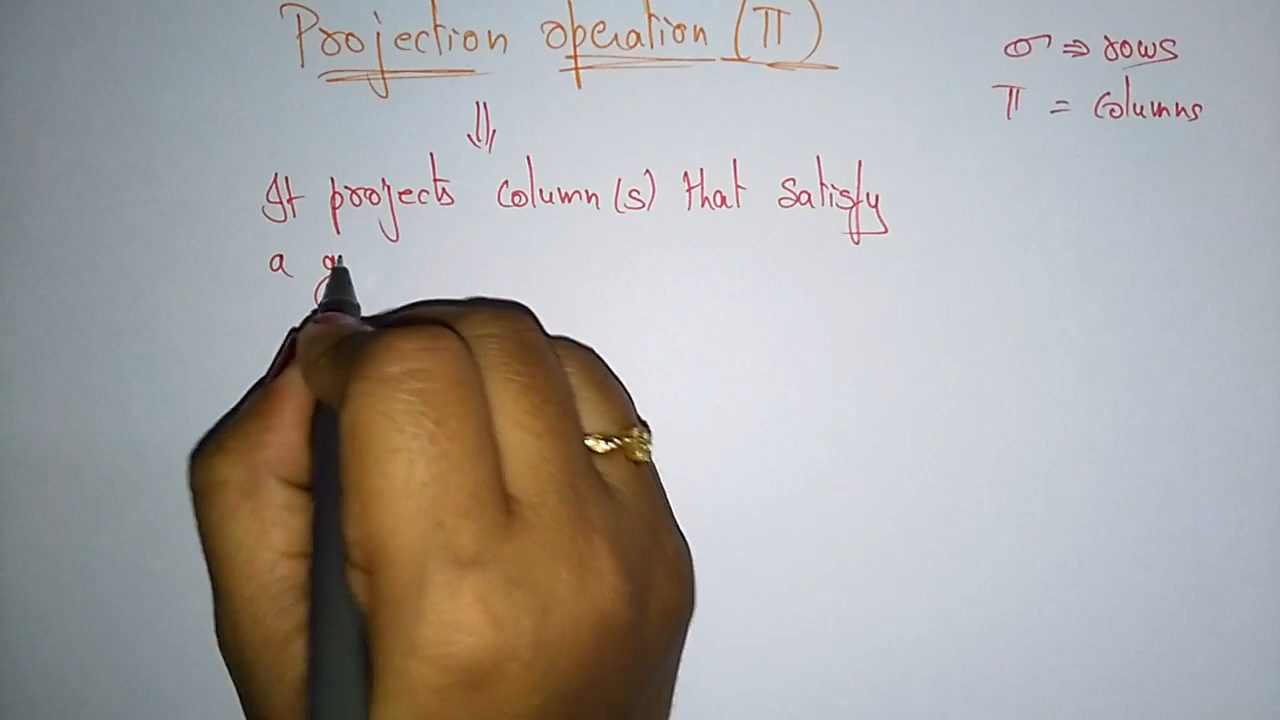 Projection operation (π)
σ ⇒ rows
π = Columns
⇓
It projects column(s) that satisfy
a g